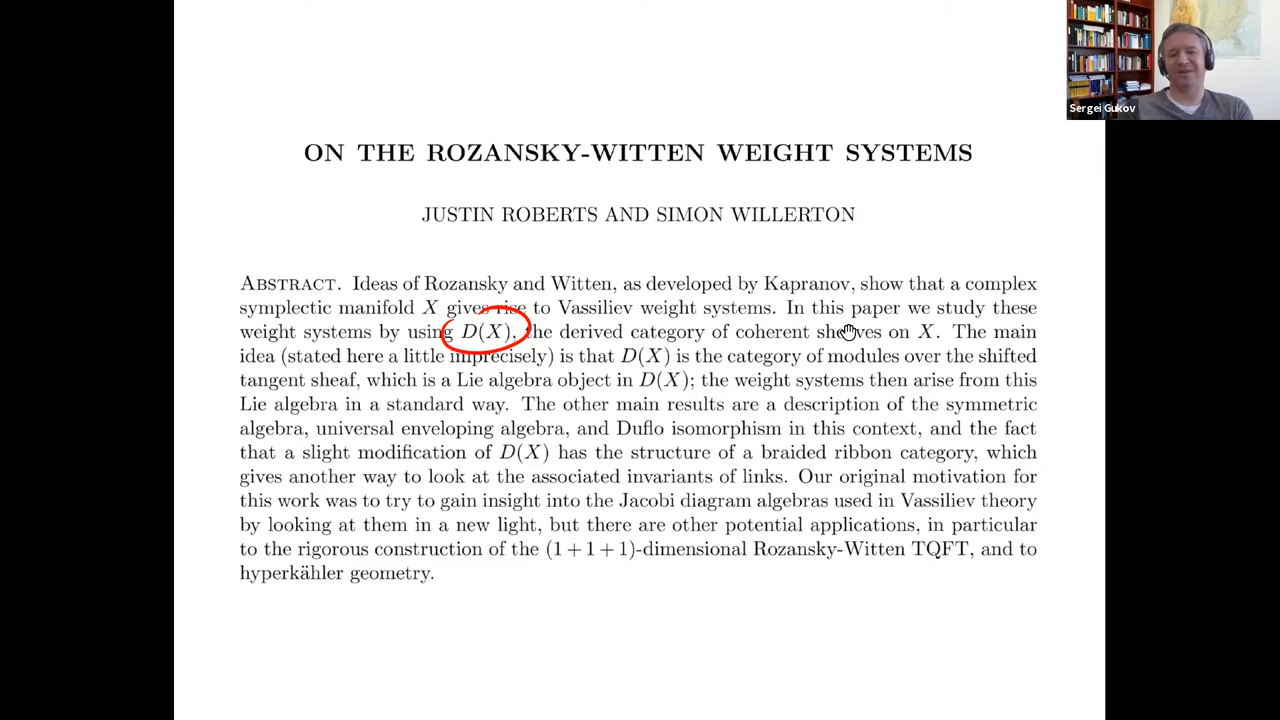 Sergei Gukov
ON THE ROZANSKY-WITTEN WEIGHT SYSTEMS
JUSTIN ROBERTS AND SIMON WILLERTON
ABSTRACT. Ideas of Rozansky and Witten, as developed by Kapranov, show that a complex
symplectic manifold X gives rise to Vassiliev weight systems. In this paper we study these
weight systems by using D(X), the derived category of coherent sheaves on X. The main
idea (stated here a little imprecisely) is that D(X) is the category of modules over the shifted
tangent sheaf, which is a Lie algebra object in D(X); the weight systems then arise from this
Lie algebra in a standard way. The other main results are a description of the symmetric
algebra, universal enveloping algebra, and Duflo isomorphism in this context, and the fact
that a slight modification of D(X) has the structure of a braided ribbon category, which
gives another way to look at the associated invariants of links. Our original motivation for
this work was to try to gain insight into the Jacobi diagram algebras used in Vassiliev theory
by looking at them in a new light, but there are other potential applications, in particular
to the rigorous construction of the (1+1+1)-dimensional Rozansky-Witten TQFT, and to
hyperkähler geometry.